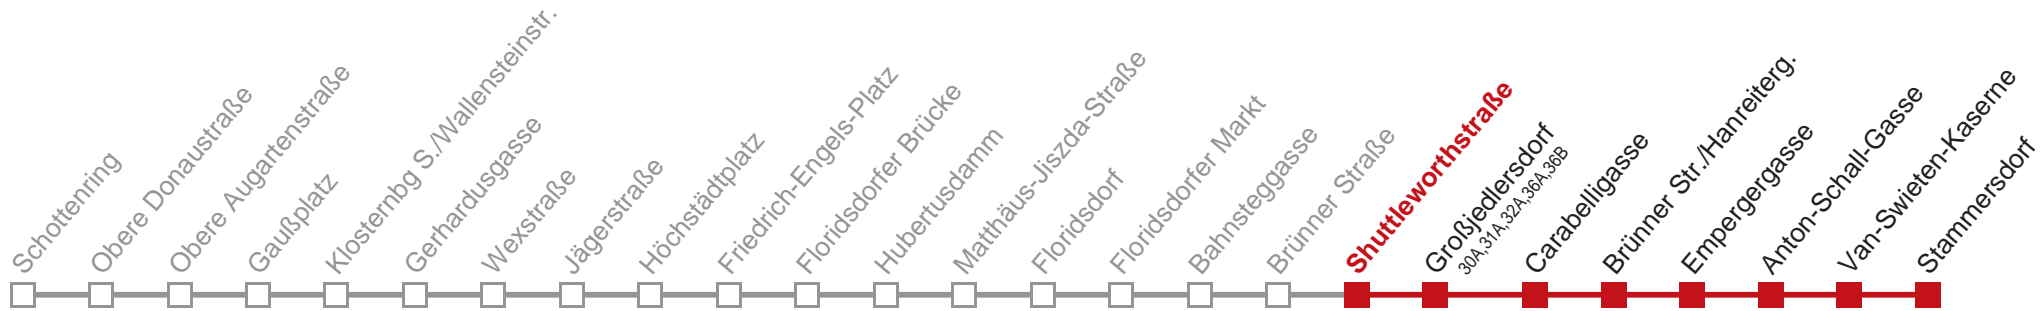 Schottenring
Obere Donaustraße
Obere Augartenstraße
Gaußplatz
Klosternbg S./Wallensteinstr.
Gerhardusgasse
Wexstraße
Jägerstraße
Höchstädtplatz
Friedrich-Engels-Platz
Floridsdorfer Brücke
Hubertusdamm
Matthäus-Jiszda-Straße
Floridsdorf
Floridsdorfer Markt
Bahnsteggasse
Brünner Straße
Shuttleworthstraße
Großjedlersdorf
30A,31A,32A,36A,36B
Carabelligasse
Brünner Str./Hanreiterg.
Empergergasse
Anton-Schall-Gasse
Van-Swieten-Kaserne
Stammersdorf